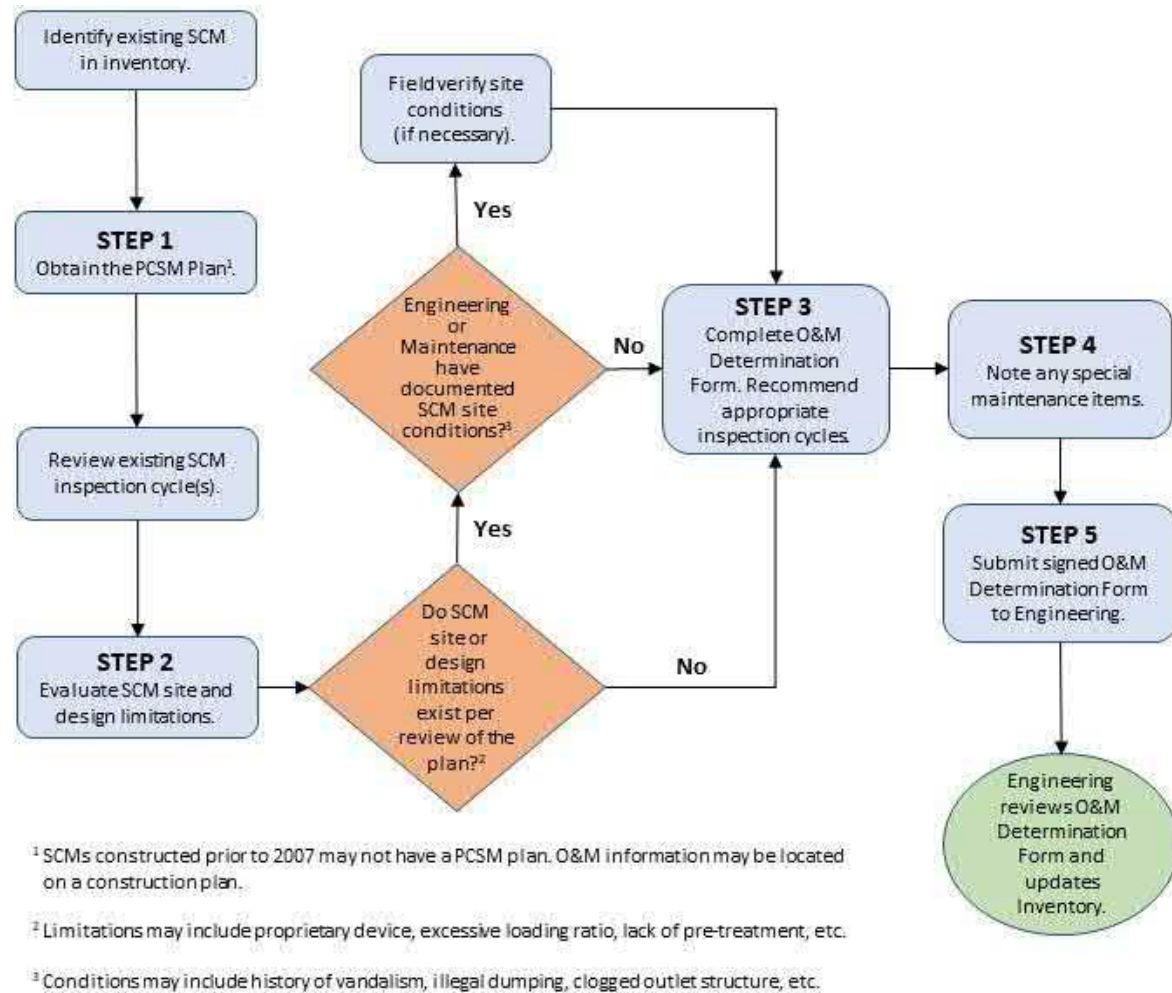 Identify existing SCM
in inventory.
STEP 1
Obtain the PCSM Plan¹.
Review existing SCM
inspection cycle(s).
STEP 2
Evaluate SCM site and
design limitations.
Do SCM
site or
design
limitations
exist per
review of the
plan?²
Yes
No
Engineering
or
Maintenance
have
documented
SCM site
conditions?³
Yes
No
Field verify site
conditions
(if necessary).
STEP 3
Complete O&M
Determination
Form. Recommend
appropriate
inspection cycles.
STEP 4
Note any special
maintenance items.
STEP 5
Submit signed O&M
Determination Form
to Engineering.
Engineering
reviews O&M
Determination
Form and
updates
Inventory.
¹ SCMs constructed prior to 2007 may not have a PCSM plan. O&M information may be located
on a construction plan.
² Limitations may include proprietary device, excessive loading ratio, lack of pre-treatment, etc.
³ Conditions may include history of vandalism, illegal dumping, clogged outlet structure, etc.